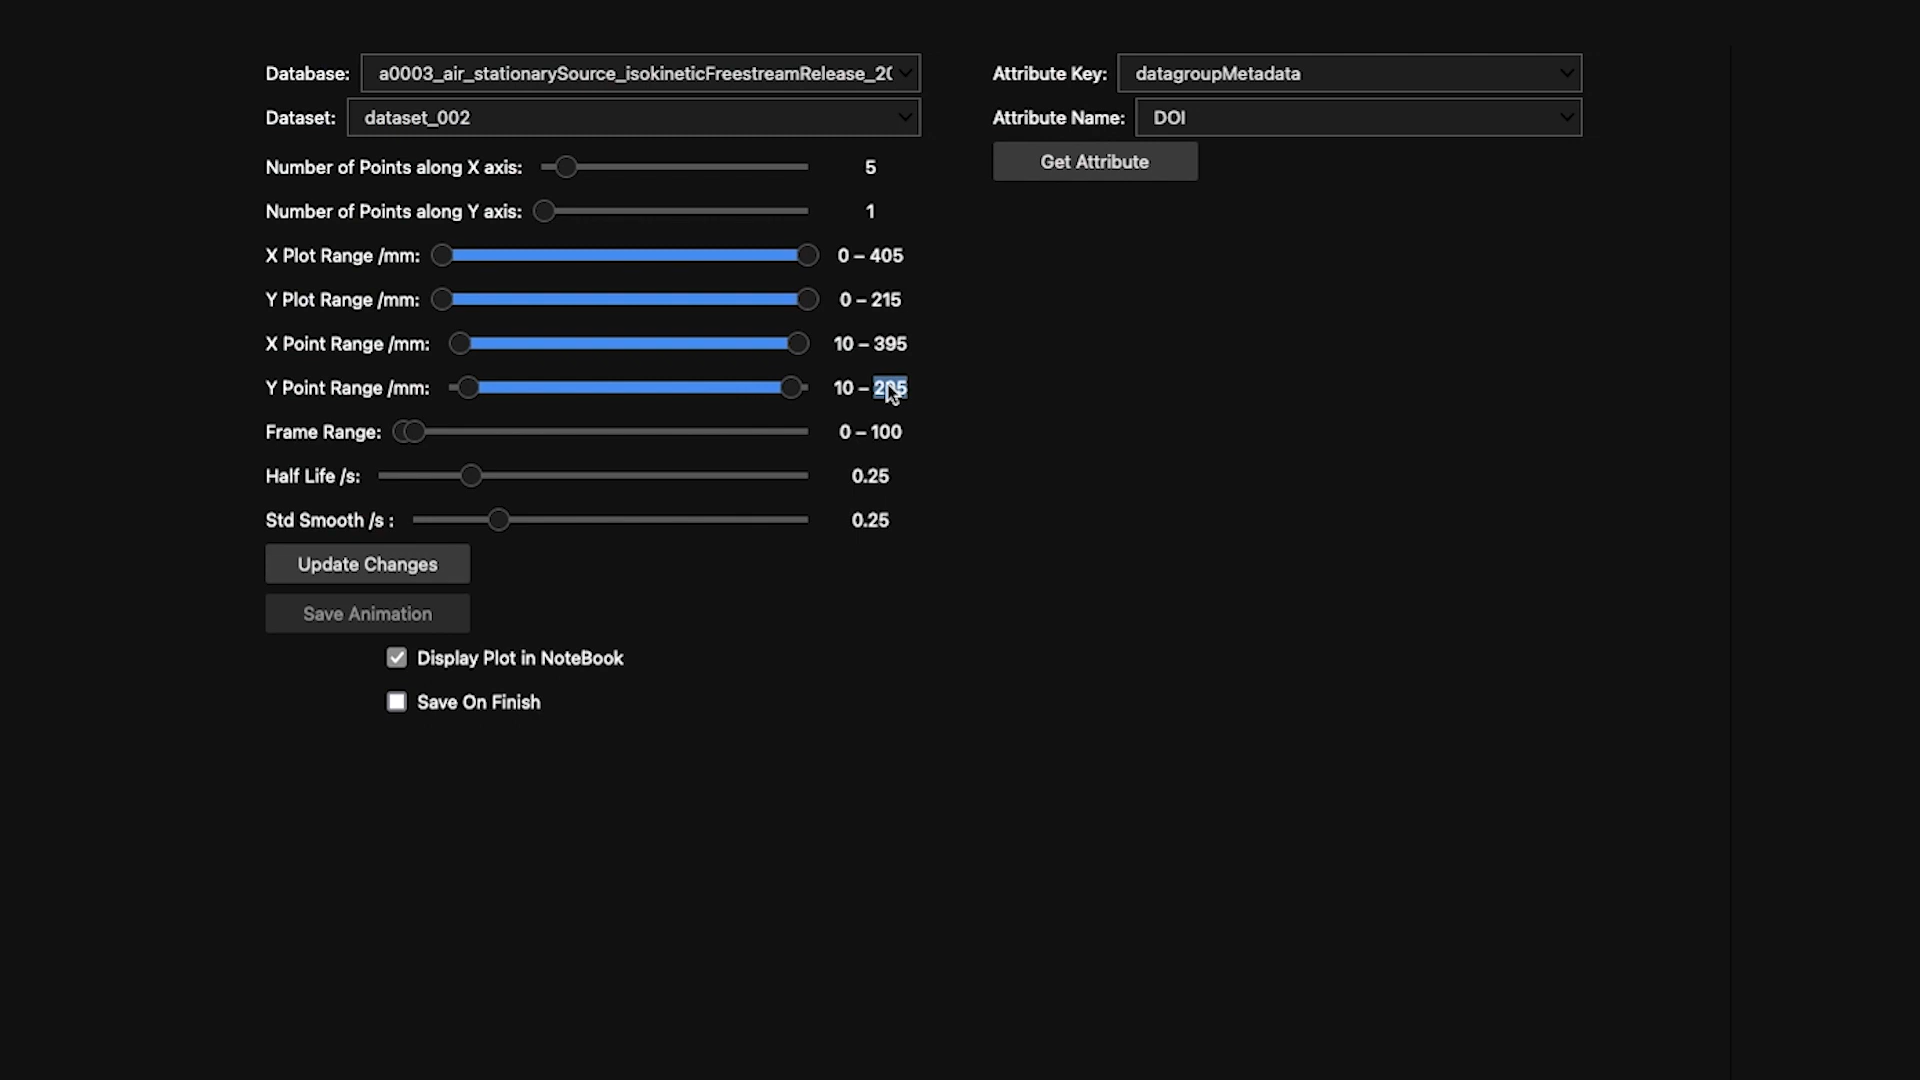 Database: a0003_air_stationarySource_isokineticFreestreamRelease_20
Dataset: dataset_002
Number of Points along X axis: 5
Number of Points along Y axis: 1
X Plot Range /mm: 0 – 405
Y Plot Range /mm: 0 – 215
X Point Range /mm: 10 – 395
Y Point Range /mm: 10 – 205
Frame Range: 0 – 100
Half Life /s: 0.25
Std Smooth /s : 0.25
Update Changes
Save Animation
Display Plot in NoteBook
Save On Finish
Attribute Key: datagroupMetadata
Attribute Name: DOI
Get Attribute